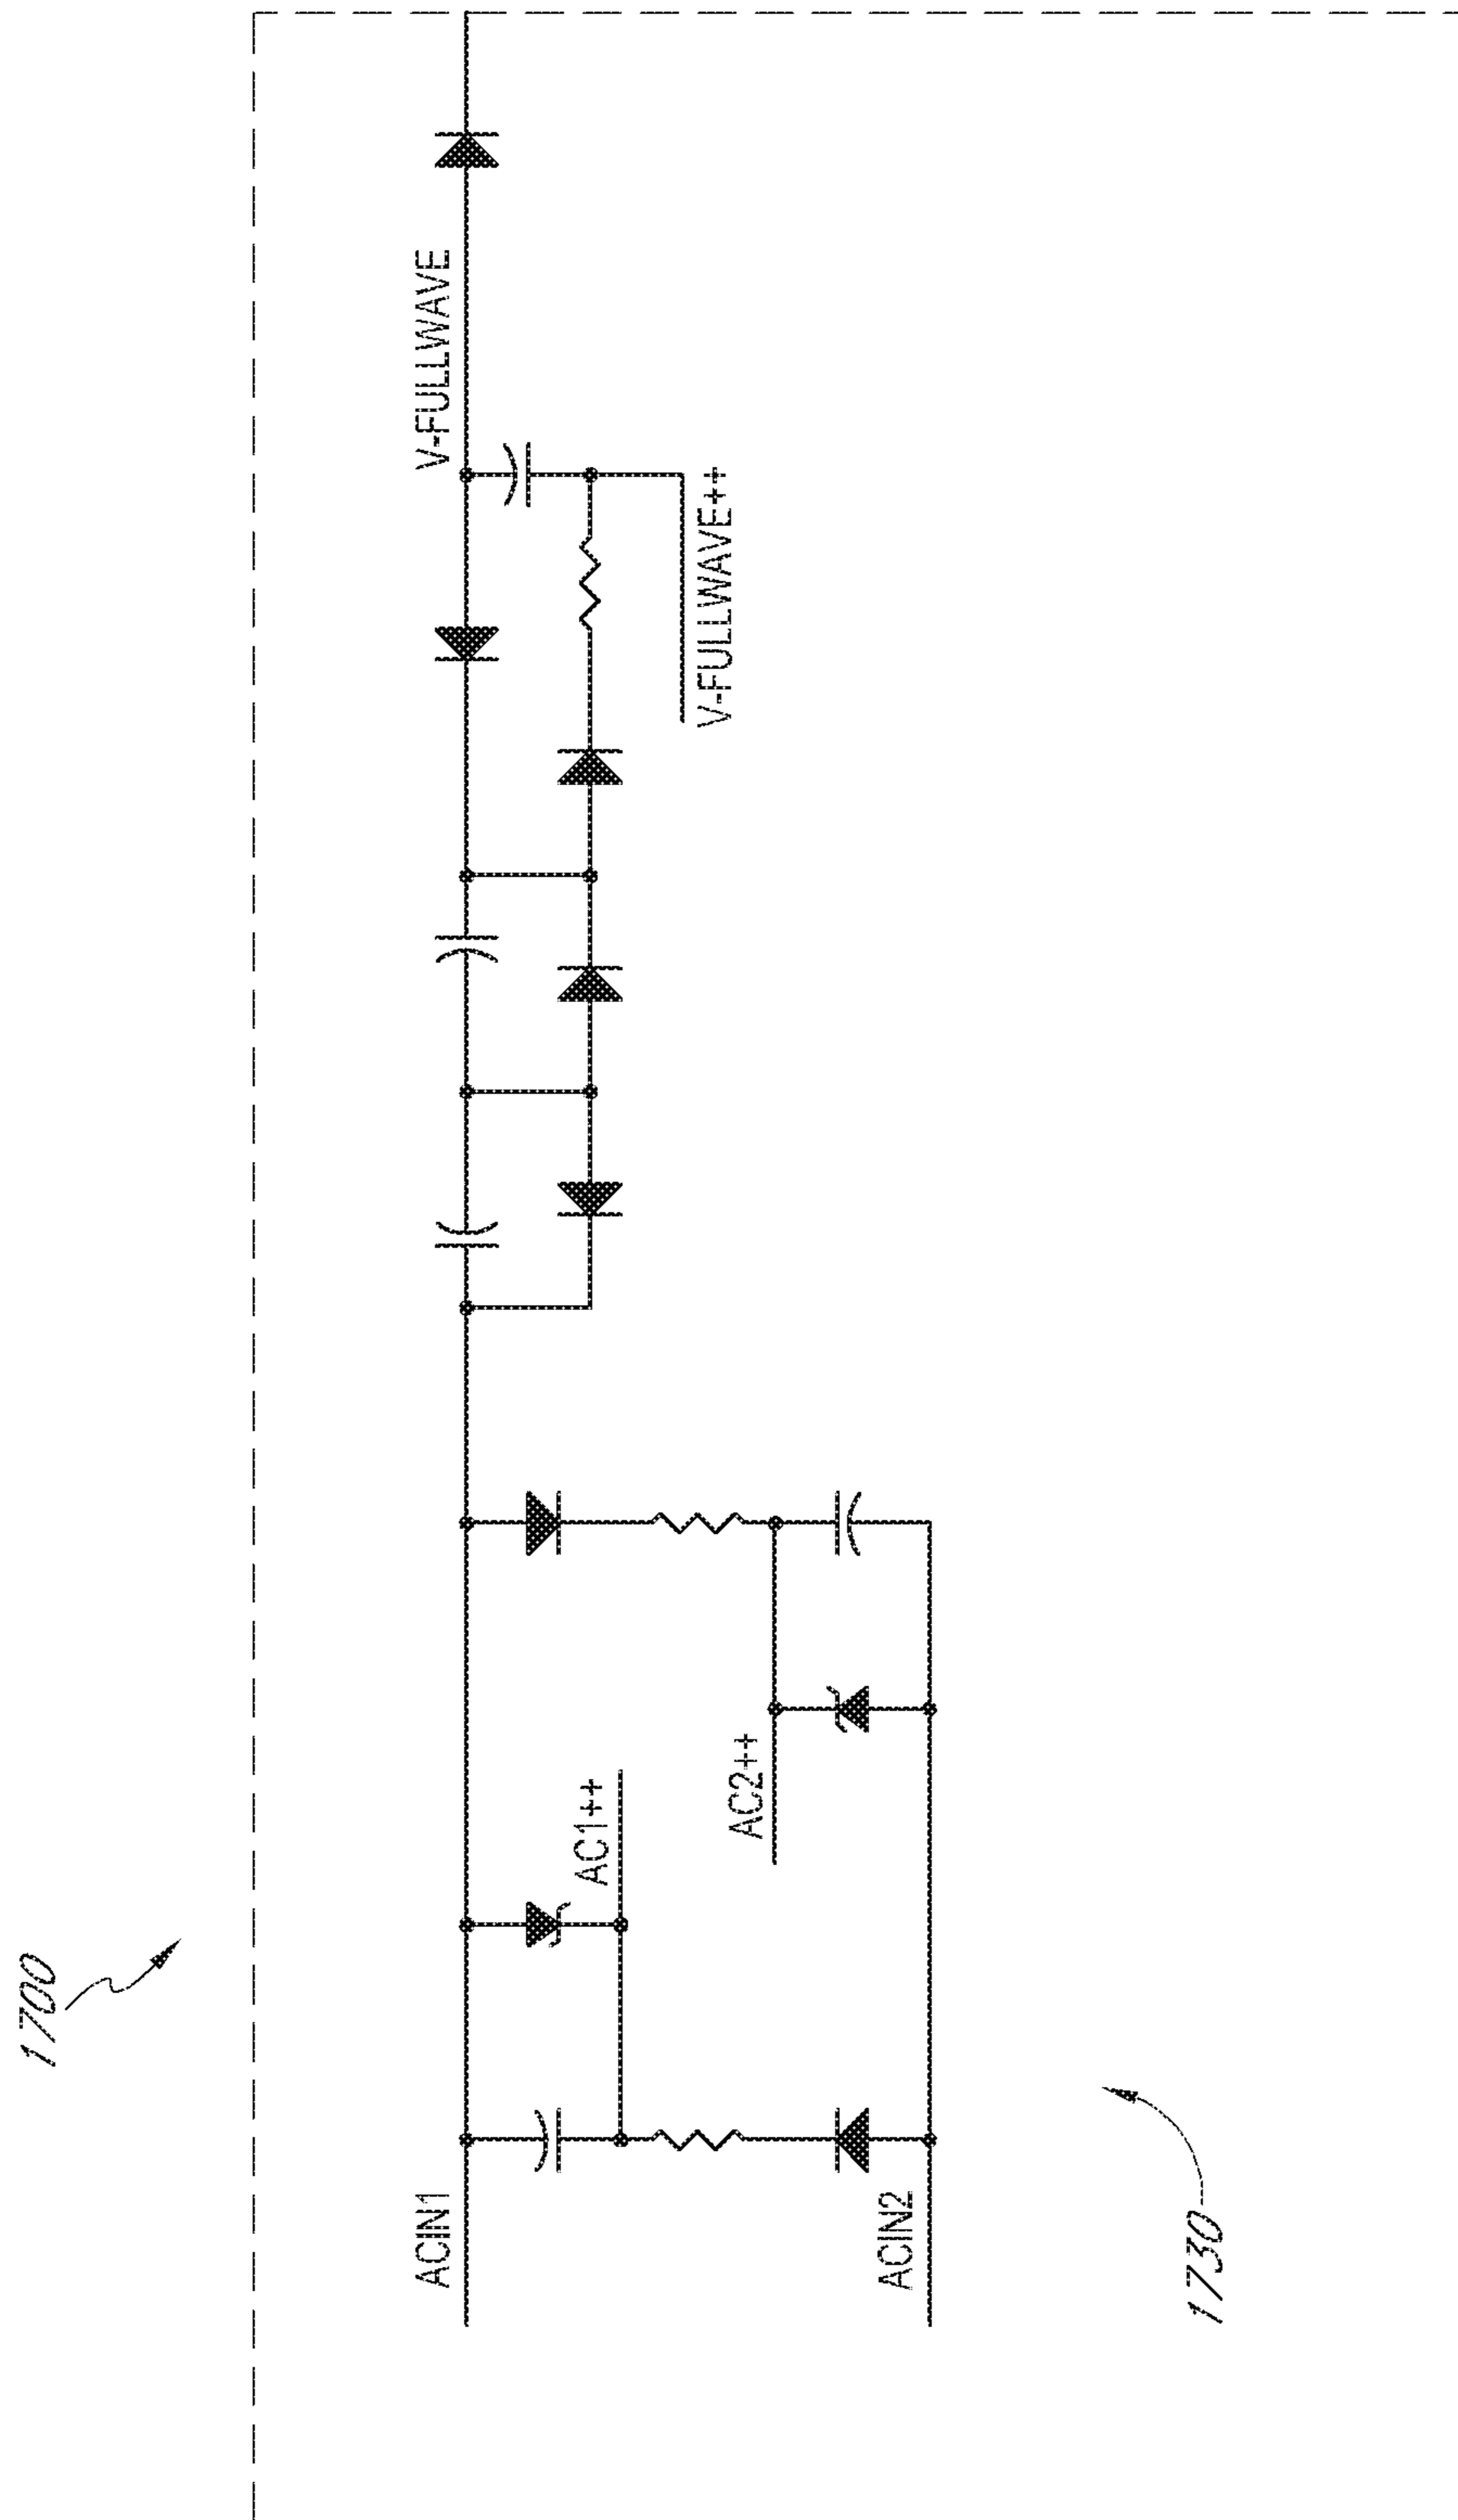 1700
V-FULLWAVE
V-FULLWAVE++
AC1++
AC2++
ACIN1
ACIN2
1730